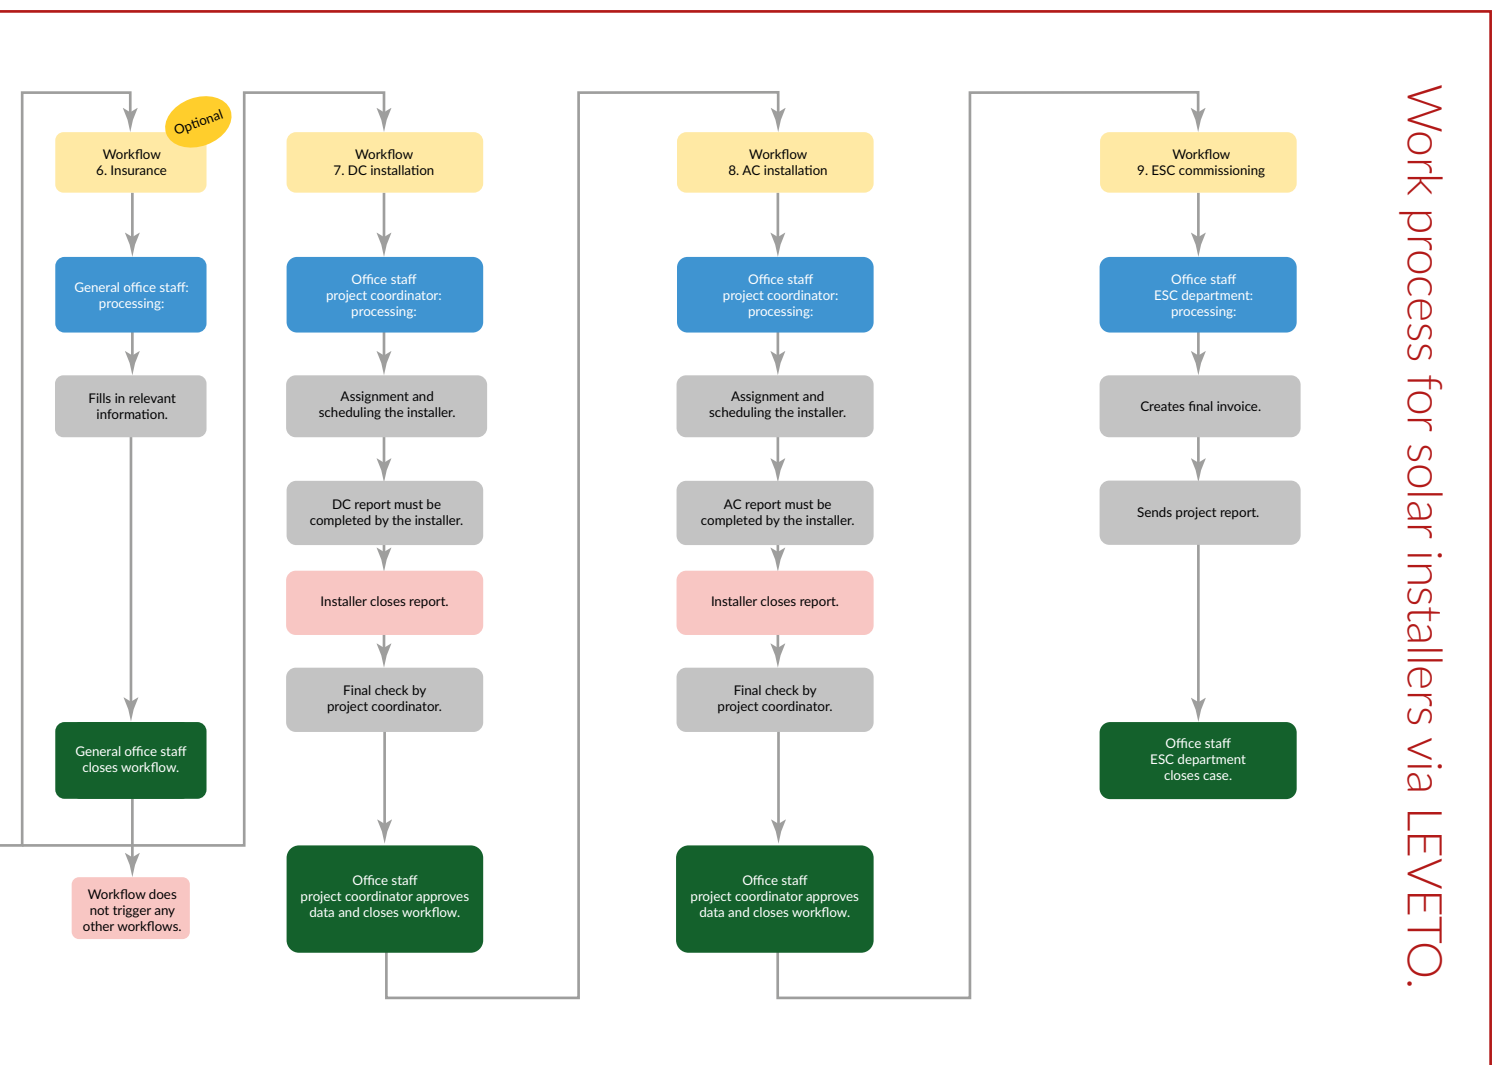 Optional
Workflow
6. Insurance
General office staff:
processing:
Fills in relevant
information.
General office staff
closes workflow.
Workflow does
not trigger any
other workflows.
Workflow
7. DC installation
Office staff
project coordinator:
processing:
Assignment and
scheduling the installer.
DC report must be
completed by the installer.
Installer closes report.
Final check by
project coordinator.
Office staff
project coordinator approves
data and closes workflow.
Workflow
8. AC installation
Office staff
project coordinator:
processing:
Assignment and
scheduling the installer.
AC report must be
completed by the installer.
Installer closes report.
Final check by
project coordinator.
Office staff
project coordinator approves
data and closes workflow.
Workflow
9. ESC commissioning
Office staff
ESC department:
processing:
Creates final invoice.
Sends project report.
Office staff
ESC department
closes case.
Work process for solar installers via LEVETO.